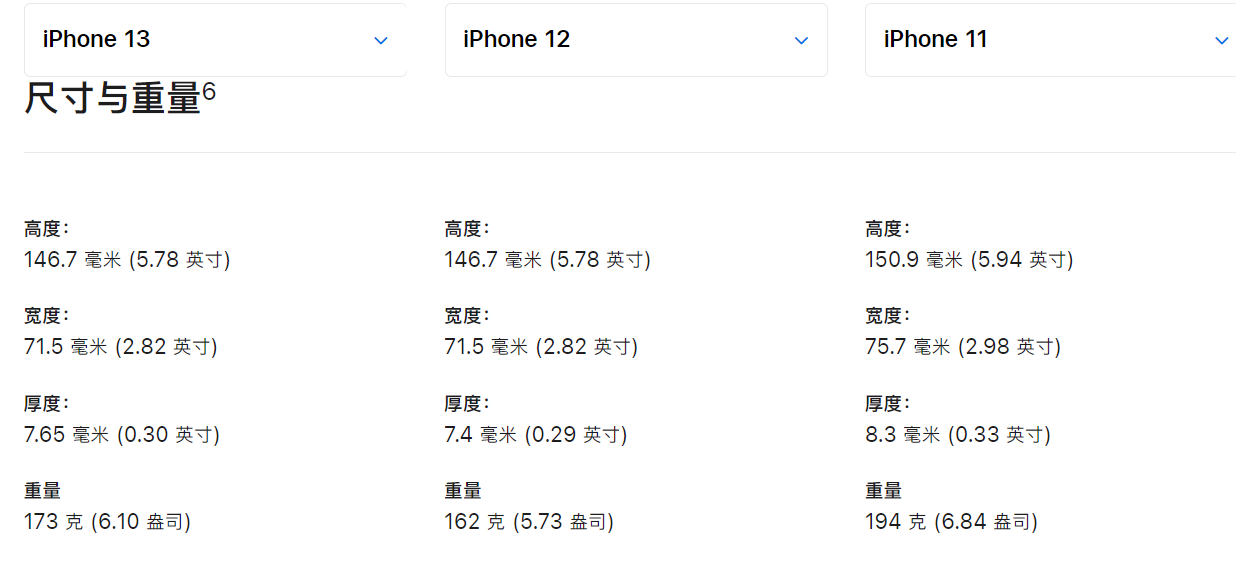 iPhone 13
iPhone 12
iPhone 11
尺寸与重量6
高度：
146.7 毫米 (5.78 英寸)
宽度：
71.5 毫米 (2.82 英寸)
厚度：
7.65 毫米 (0.30 英寸)
重量
173 克 (6.10 盎司)
高度：
146.7 毫米 (5.78 英寸)
宽度：
71.5 毫米 (2.82 英寸)
厚度：
7.4 毫米 (0.29 英寸)
重量
162 克 (5.73 盎司)
高度：
150.9 毫米 (5.94 英寸)
宽度：
75.7 毫米 (2.98 英寸)
厚度：
8.3 毫米 (0.33 英寸)
重量
194 克 (6.84 盎司)